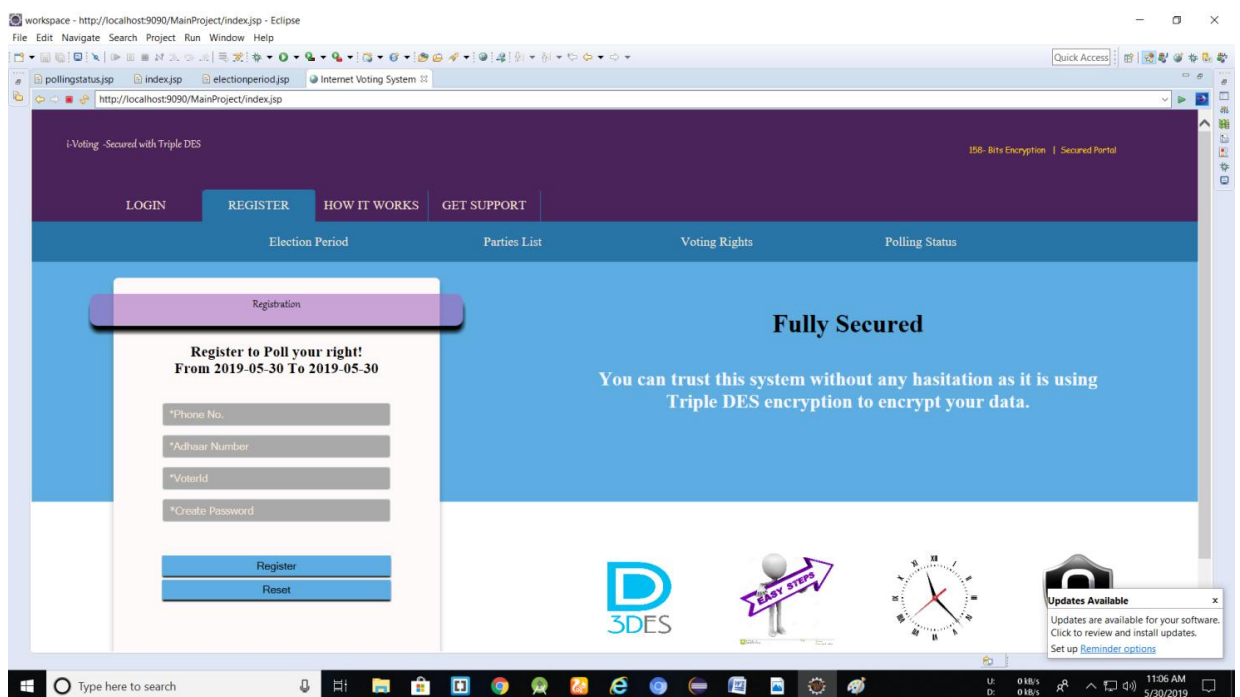 workspace - http://localhost:9090/MainProject/index.jsp - Eclipse
File Edit Navigate Search Project Run Window Help
Quick Access
pollingstatus.jsp index.jsp electionperiod.jsp Internet Voting System
http://localhost:9090/MainProject/index.jsp
i-Voting -Secured with Triple DES
158- Bits Encryption | Secured Portal
LOGIN REGISTER HOW IT WORKS GET SUPPORT
Election Period Parties List Voting Rights Polling Status
Registration
Register to Poll your right!
From 2019-05-30 To 2019-05-30
*Phone No.
*Adhaar Number
*VoterId
*Create Password
Register
Reset
Fully Secured
You can trust this system without any hasitation as it is using
Triple DES encryption to encrypt your data.
3DES
EASY STEPS
Updates Available x
Updates are available for your software.
Click to review and install updates.
Set up Reminder options
Type here to search
U: 0 kB/s
D: 0 kB/s
11:06 AM
5/30/2019